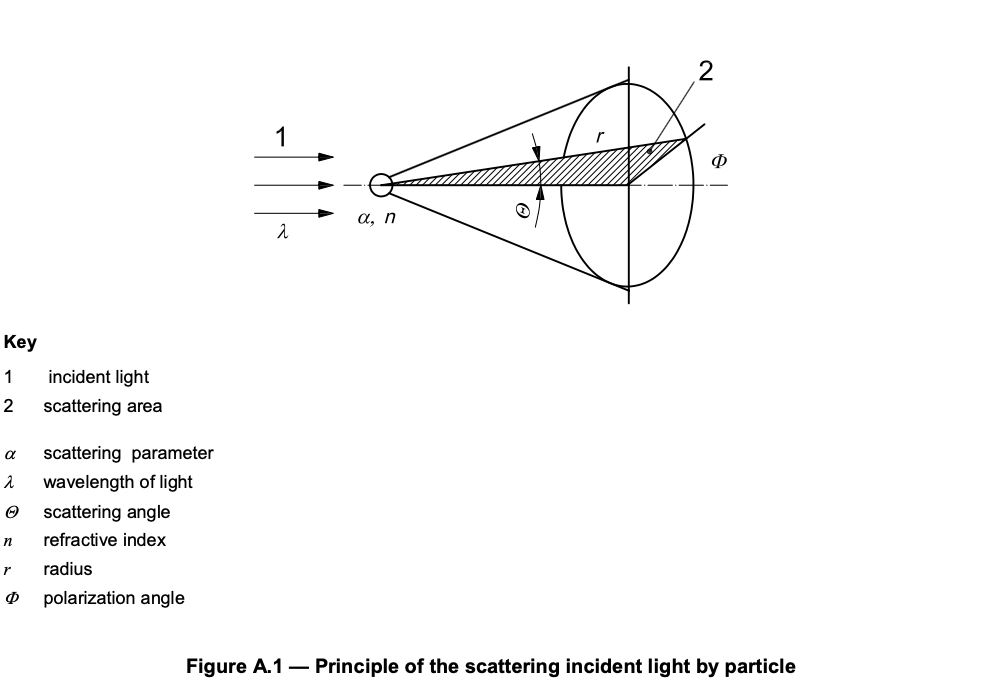 2
1
r
Φ
Θ
α, n
λ
Key
1 incident light
2 scattering area
α scattering parameter
λ wavelength of light
Θ scattering angle
n refractive index
r radius
Φ polarization angle
Figure A.1 — Principle of the scattering incident light by particle